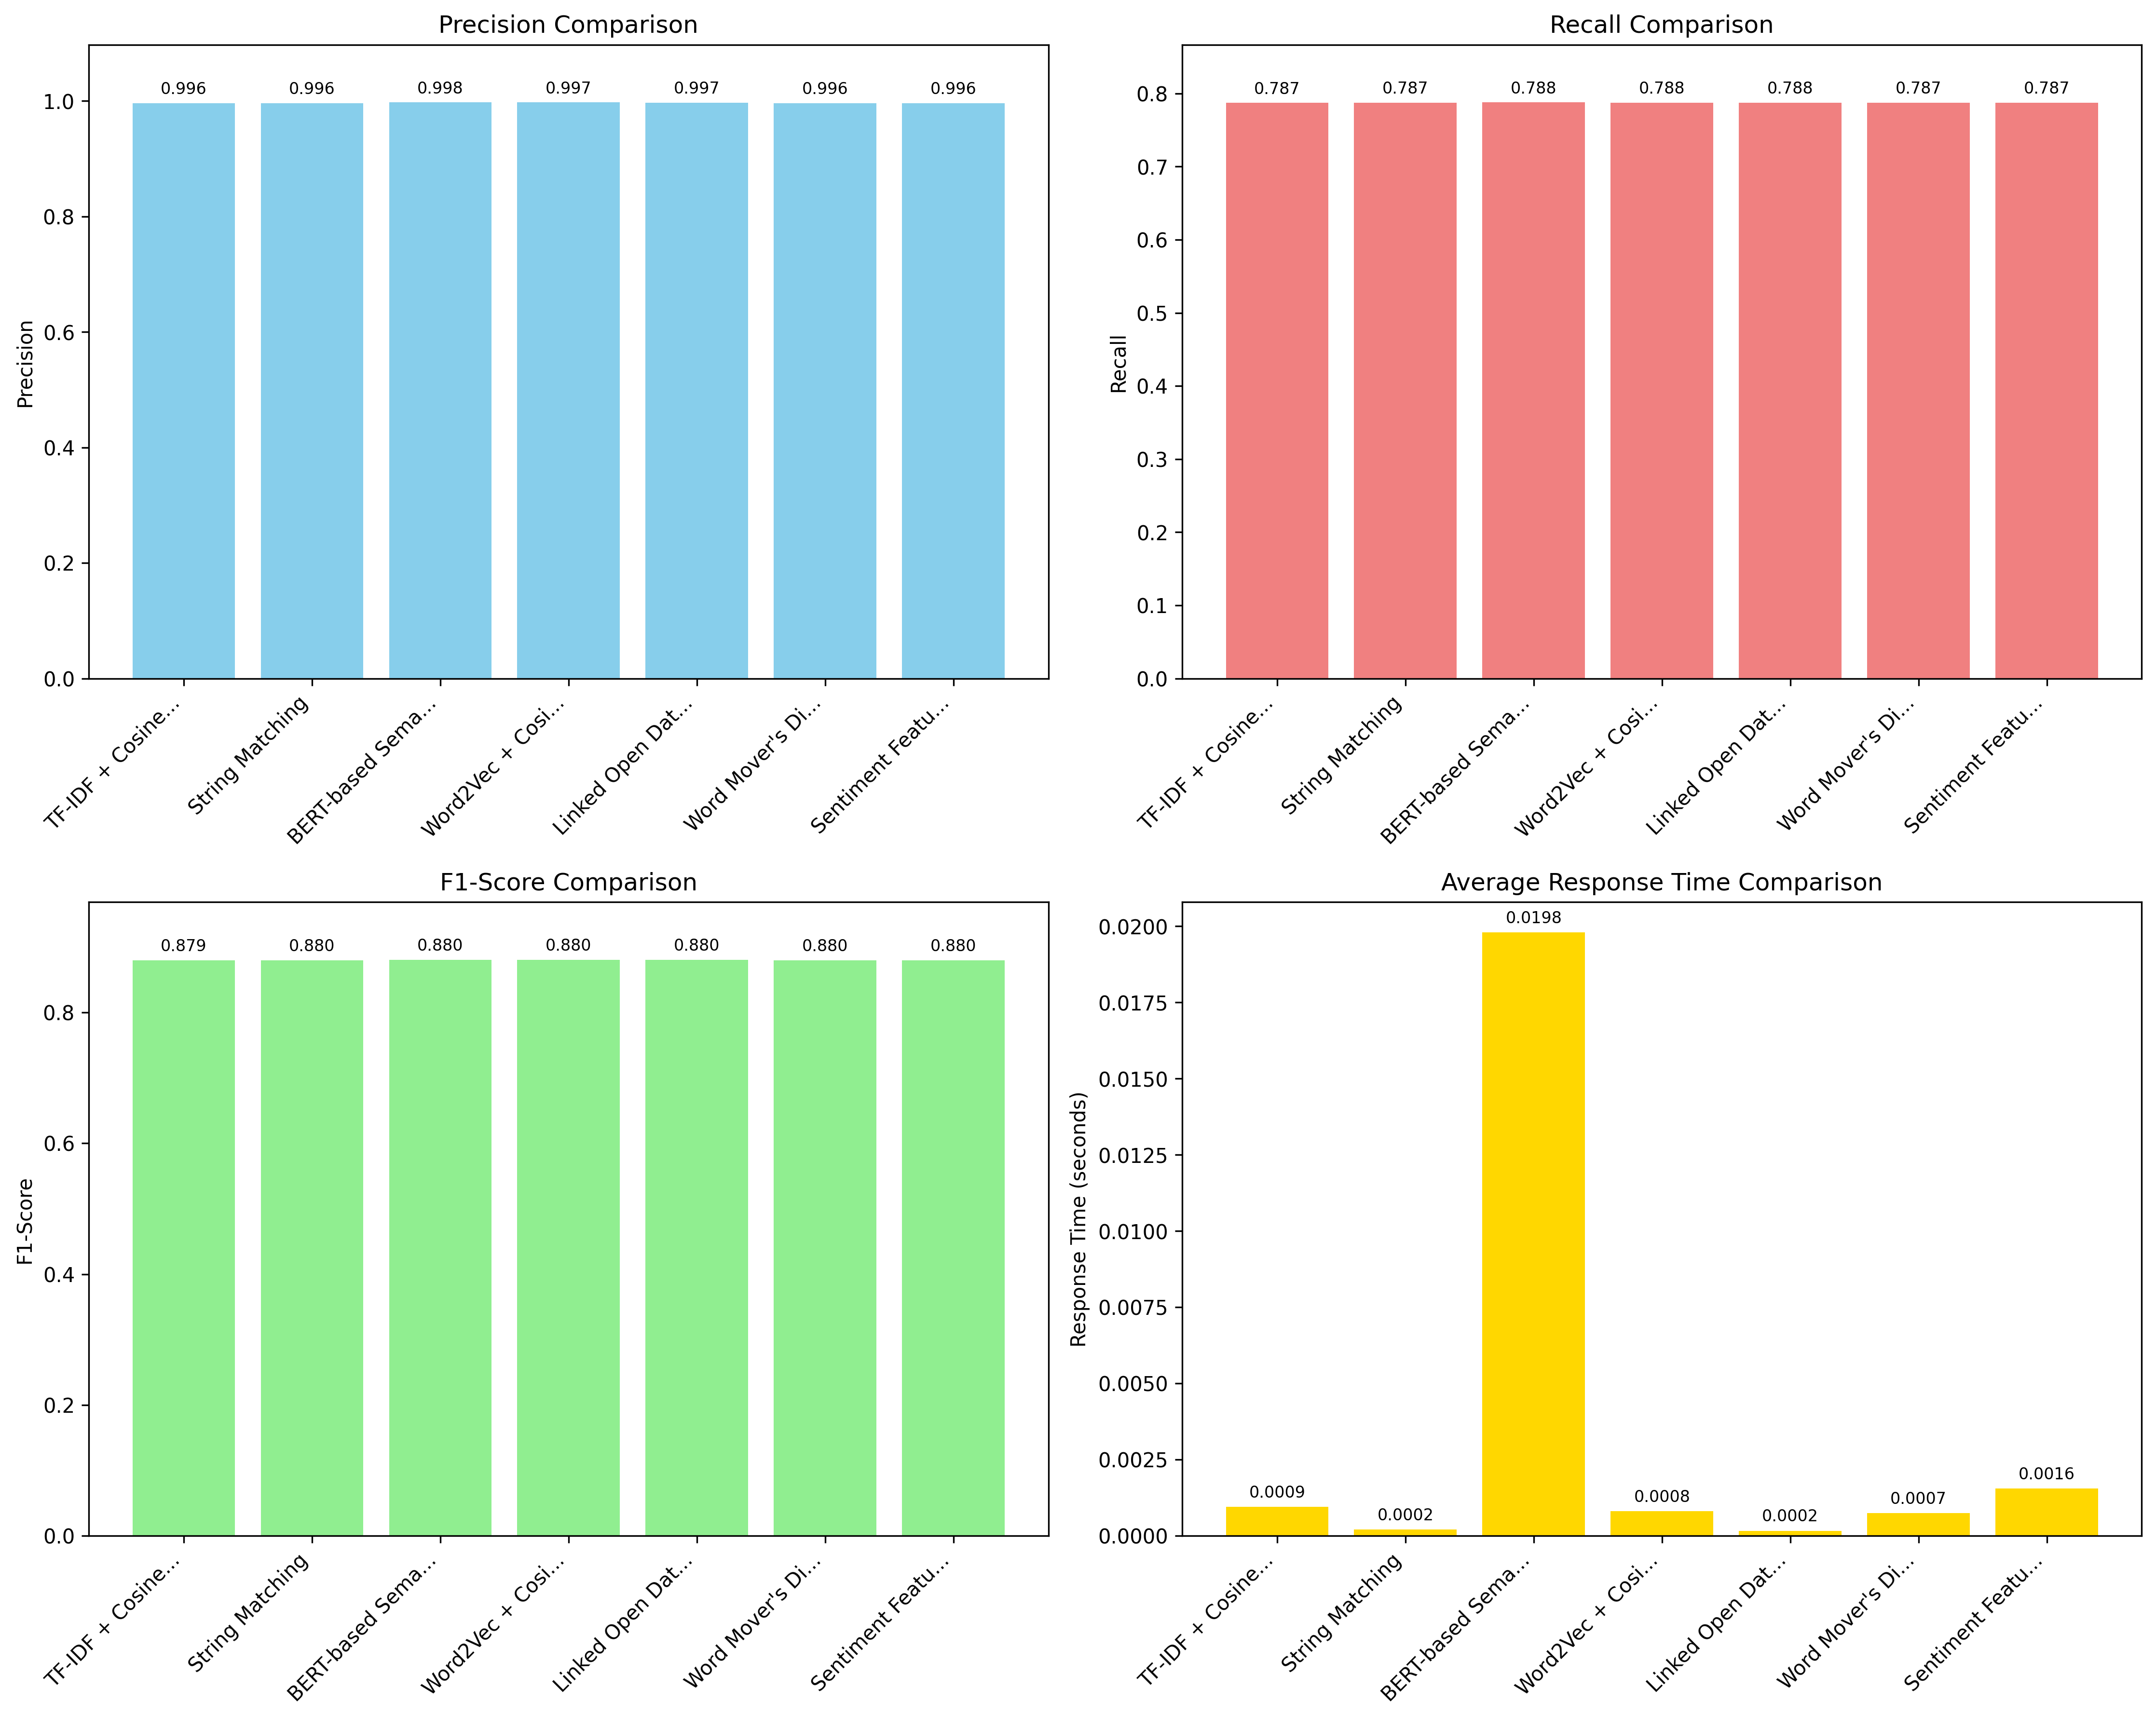 Precision Comparison
0.996 0.996 0.998 0.997 0.997 0.996 0.996
1.0
0.8
0.6
0.4
0.2
0.0
Precision
TF-IDF + Cosine...
String Matching
BERT-based Sema...
Word2Vec + Cosi...
Linked Open Dat...
Word Mover's Di...
Sentiment Featu...
Recall Comparison
0.787 0.787 0.788 0.788 0.788 0.787 0.787
0.8
0.7
0.6
0.5
0.4
0.3
0.2
0.1
0.0
Recall
TF-IDF + Cosine...
String Matching
BERT-based Sema...
Word2Vec + Cosi...
Linked Open Dat...
Word Mover's Di...
Sentiment Featu...
F1-Score Comparison
0.879 0.880 0.880 0.880 0.880 0.880 0.880
0.8
0.6
0.4
0.2
0.0
F1-Score
TF-IDF + Cosine...
String Matching
BERT-based Sema...
Word2Vec + Cosi...
Linked Open Dat...
Word Mover's Di...
Sentiment Featu...
Average Response Time Comparison
0.0009 0.0002 0.0198 0.0008 0.0002 0.0007 0.0016
0.0200
0.0175
0.0150
0.0125
0.0100
0.0075
0.0050
0.0025
0.0000
Response Time (seconds)
TF-IDF + Cosine...
String Matching
BERT-based Sema...
Word2Vec + Cosi...
Linked Open Dat...
Word Mover's Di...
Sentiment Featu...